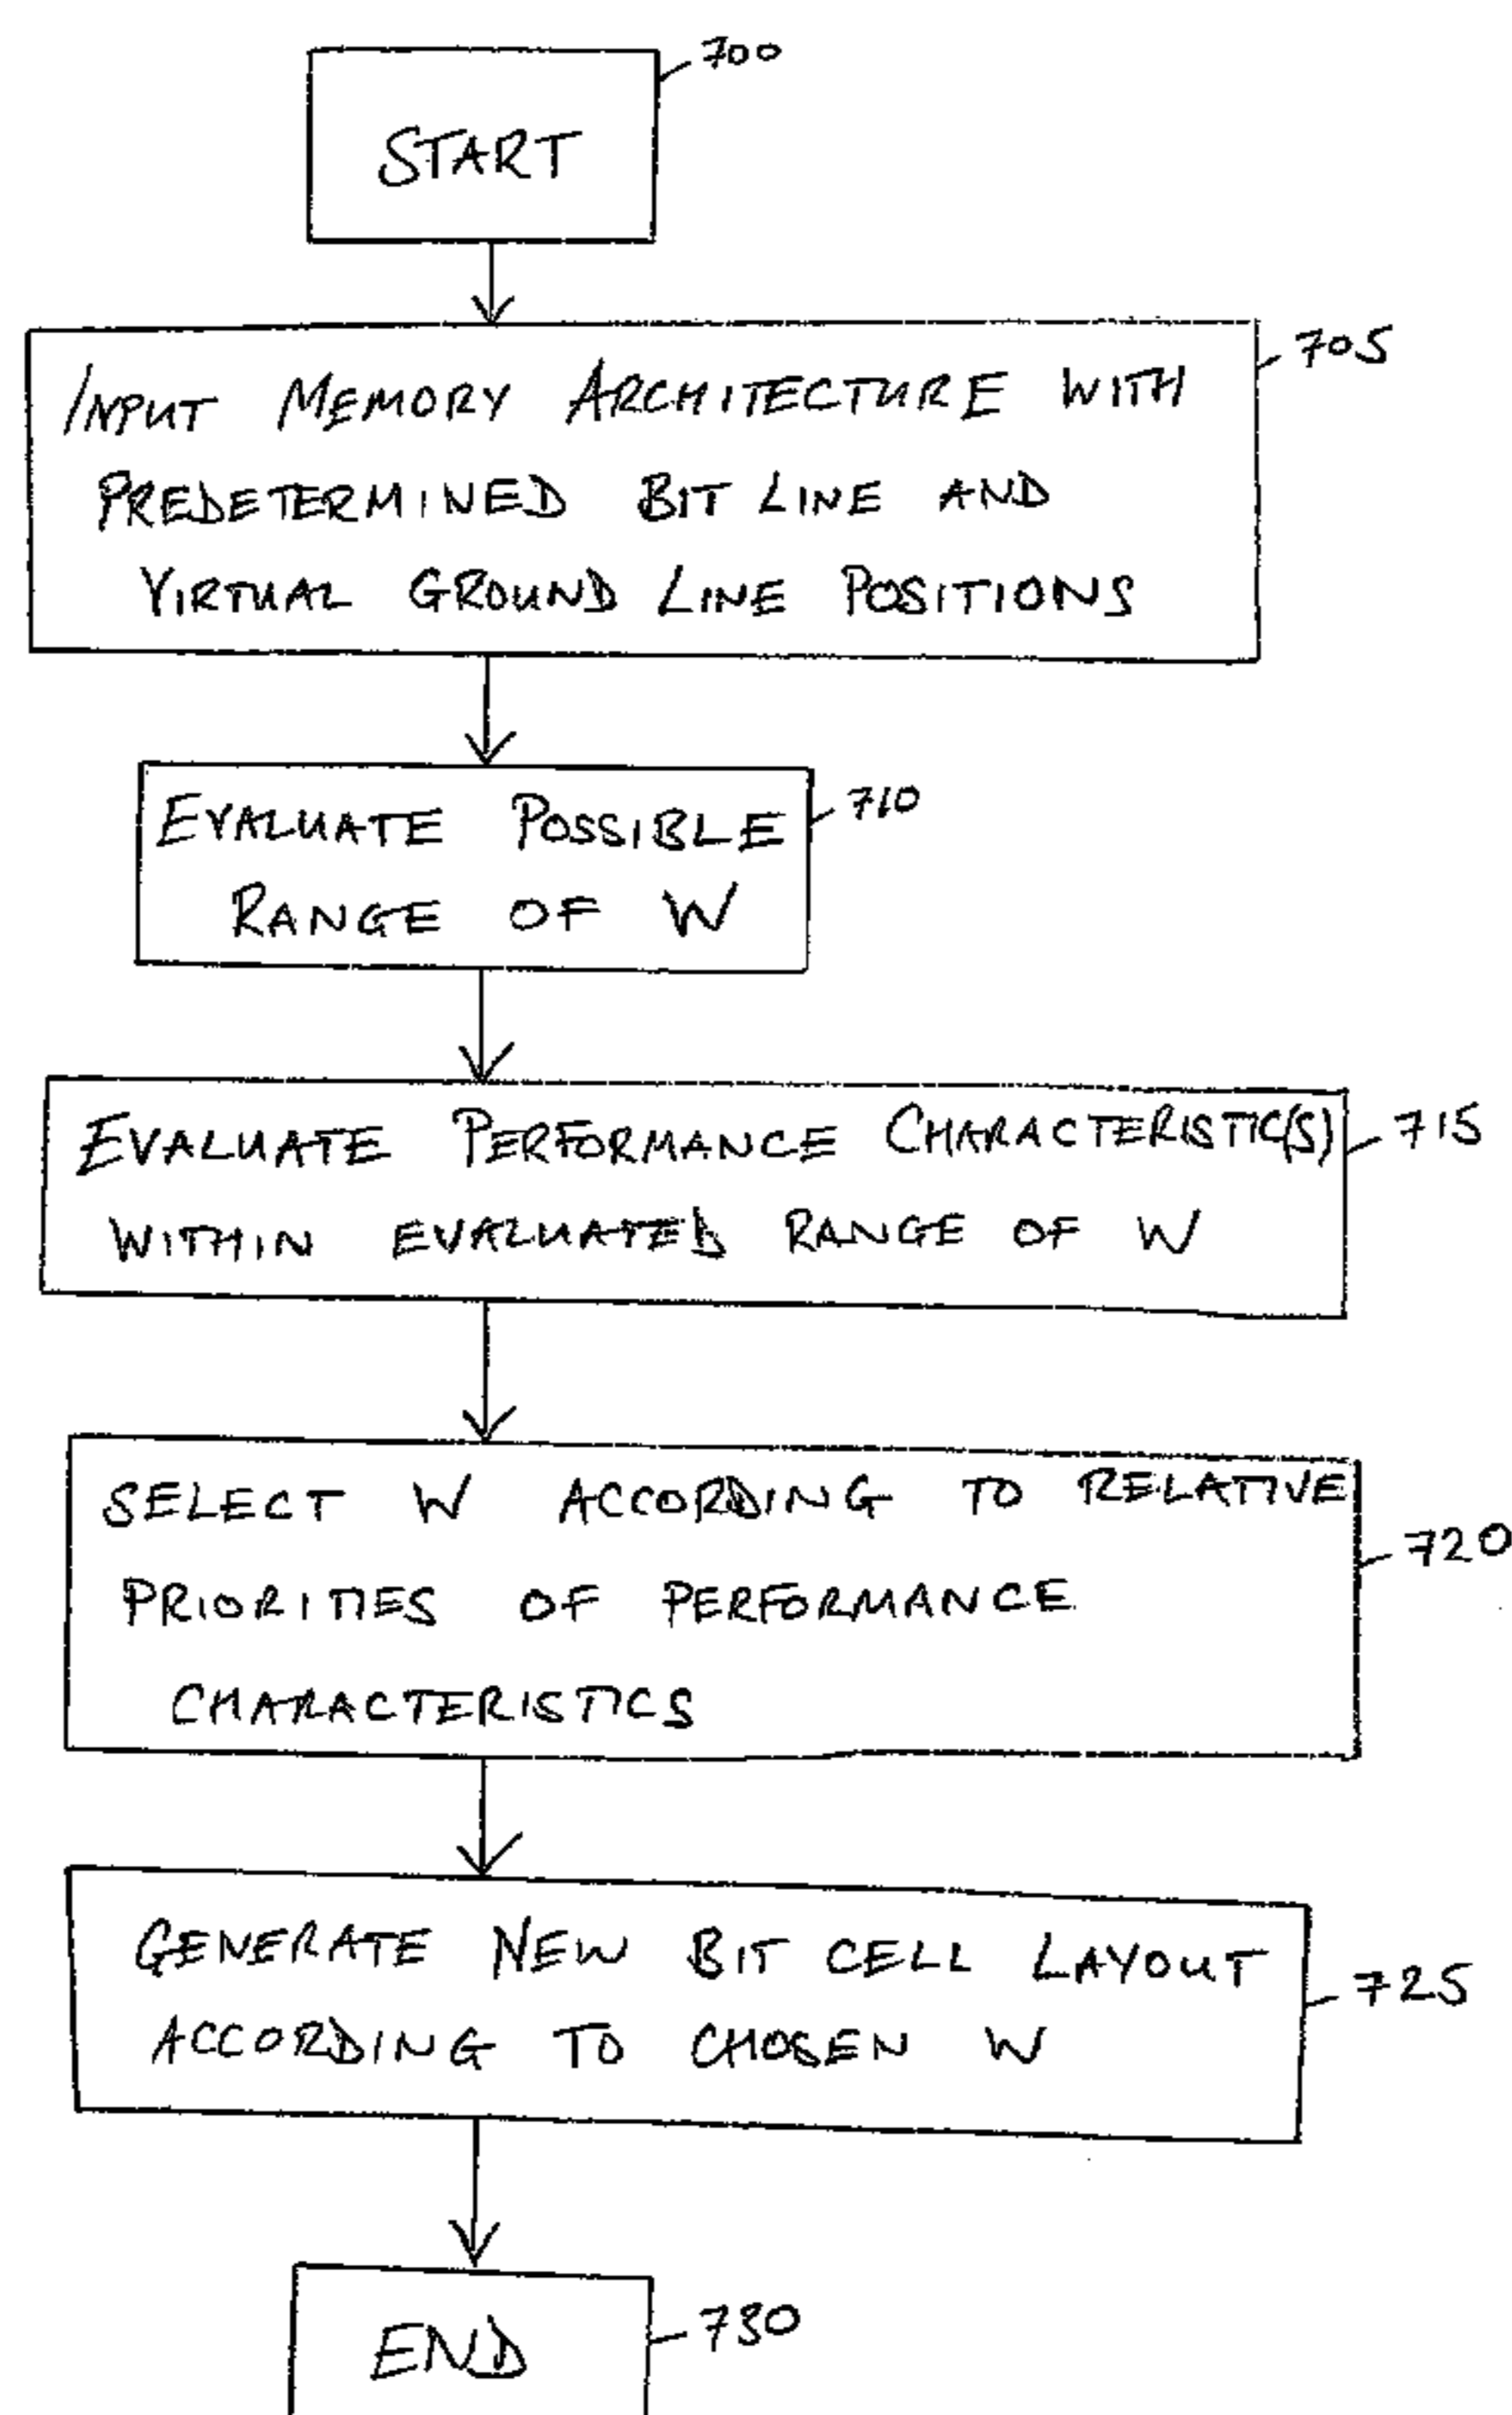 700
START
705
INPUT MEMORY ARCHITECTURE WITH
PREDETERMINED BIT LINE AND
VIRTUAL GROUND LINE POSITIONS
710
EVALUATE POSSIBLE
RANGE OF W
715
EVALUATE PERFORMANCE CHARACTERISTIC(S)
WITHIN EVALUATED RANGE OF W
SELECT W ACCORDING TO RELATIVE
720
PRIORITIES OF PERFORMANCE
CHARACTERISTICS
GENERATE NEW BIT CELL LAYOUT
725
ACCORDING TO CHOSEN W
730
END